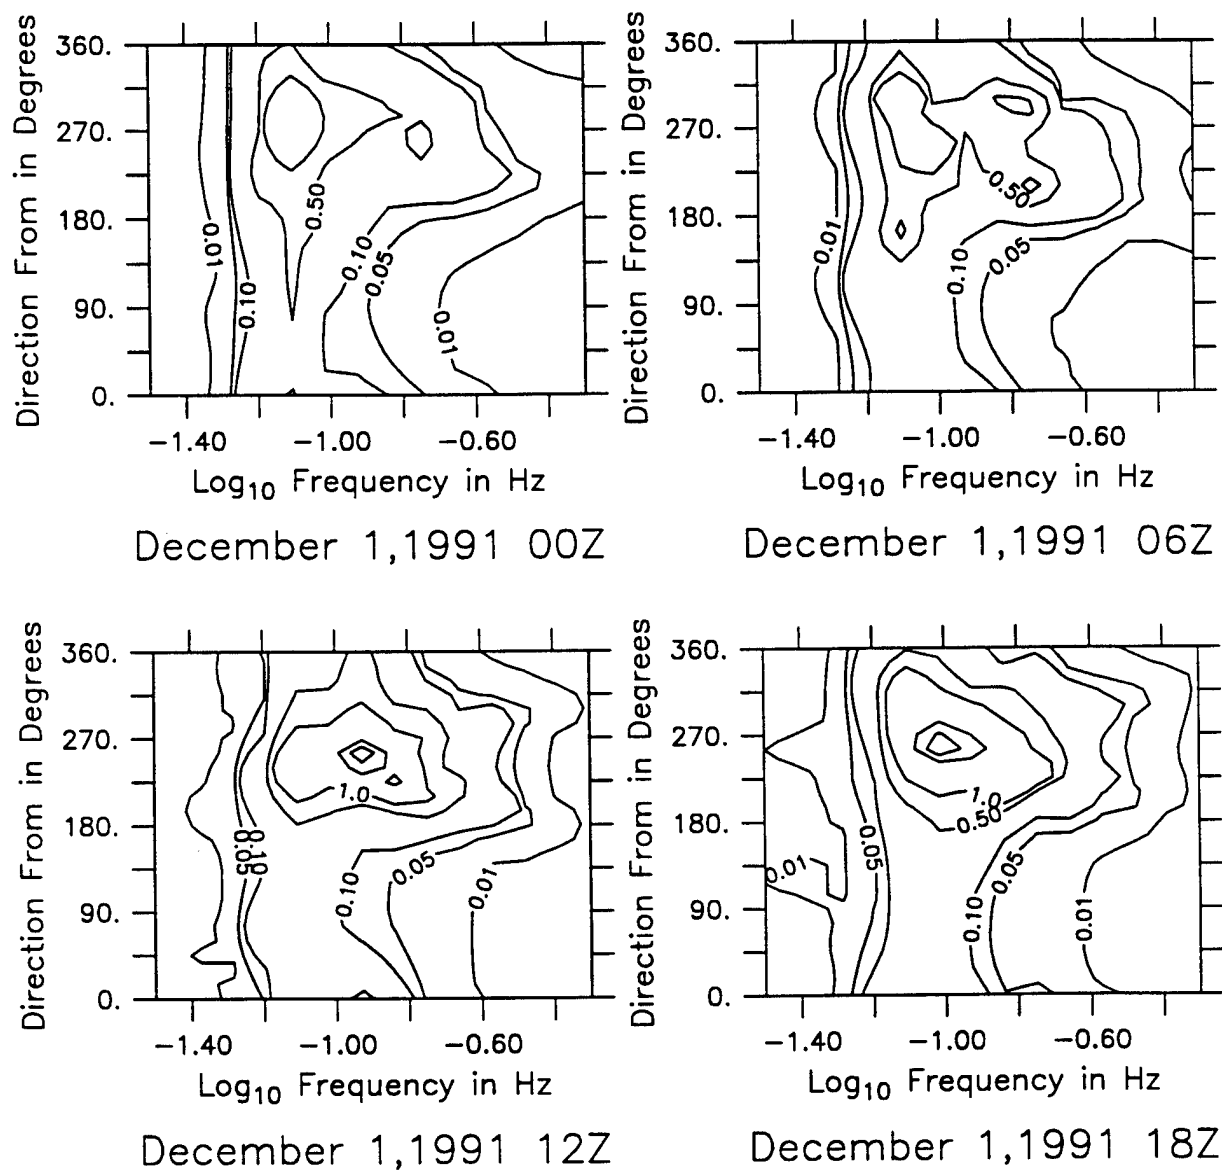 Direction From in Degrees
360.
270.
180.
90.
0.
0.01
0.10
0.50
0.10
0.05
0.01
−1.40 −1.00 −0.60
Log10 Frequency in Hz
December 1,1991 00Z
Direction From in Degrees
360.
270.
180.
90.
0.
0.01
0.50
0.10
0.05
−1.40 −1.00 −0.60
Log10 Frequency in Hz
December 1,1991 06Z
Direction From in Degrees
360.
270.
180.
90.
0.
1.0
0.10
0.05
0.10
0.05
0.01
−1.40 −1.00 −0.60
Log10 Frequency in Hz
December 1,1991 12Z
Direction From in Degrees
360.
270.
180.
90.
0.
0.01
0.05
1.0
0.50
0.10
0.05
0.01
−1.40 −1.00 −0.60
Log10 Frequency in Hz
December 1,1991 18Z